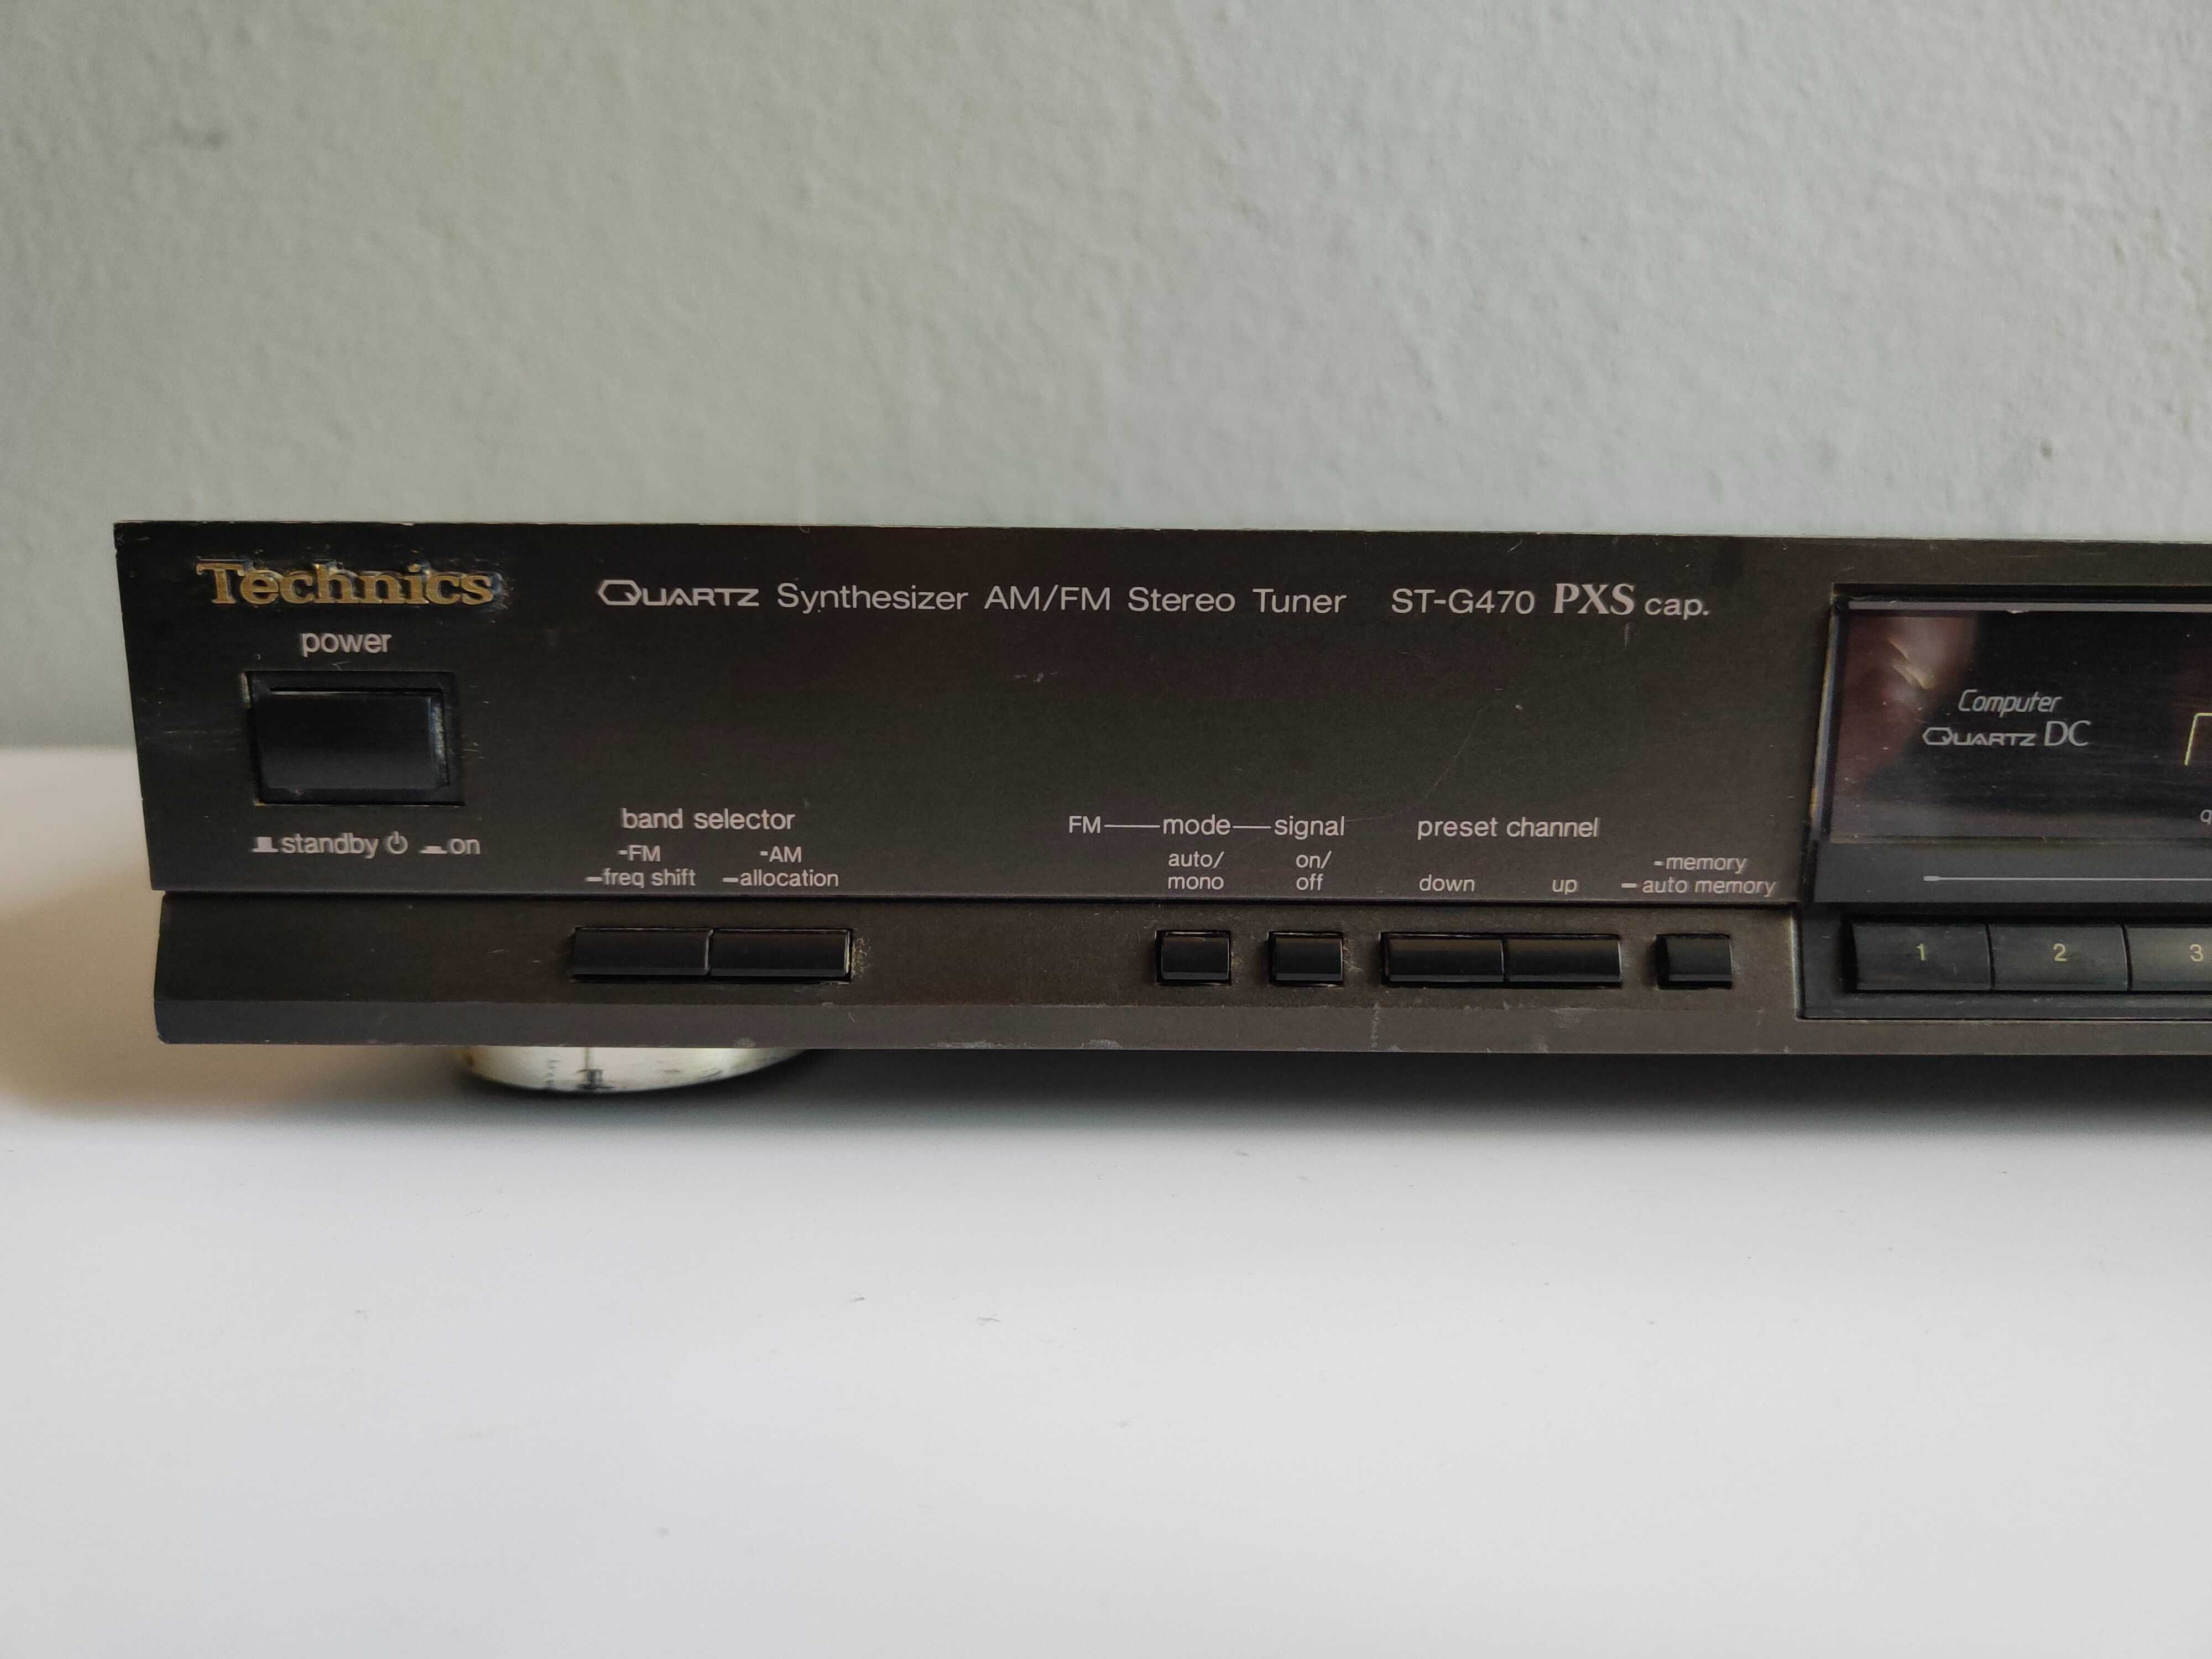 Technics
QUARTZ Synthesizer AM/FM Stereo Tuner ST-G470 PXS cap.
power
standby on
band selector
-FM -AM
—freq shift —allocation
FM mode signal
auto/ on/
mono off
preset channel
down up
-memory
—auto memory
Computer
QUARTZ DC
1 2 3